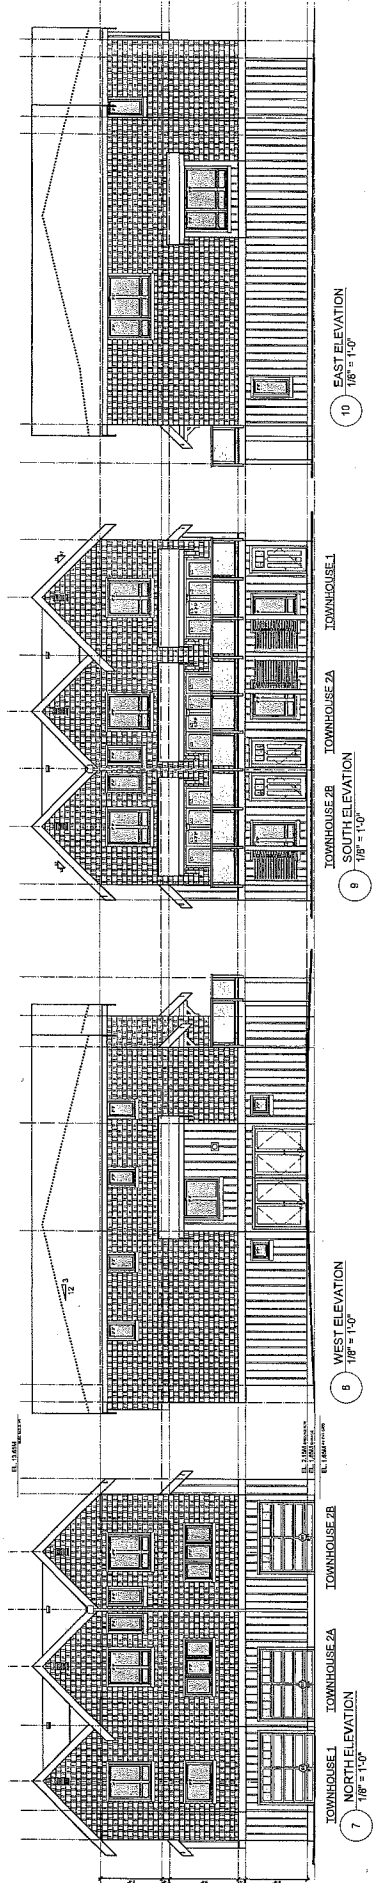 TOWNHOUSE 1
TOWNHOUSE 2A
TOWNHOUSE 2B
7
NORTH ELEVATION
1/8" = 1'-0"
3
12
8
WEST ELEVATION
1/8" = 1'-0"
TOWNHOUSE 2B
TOWNHOUSE 2A
TOWNHOUSE 1
9
SOUTH ELEVATION
1/8" = 1'-0"
10
EAST ELEVATION
1/8" = 1'-0"